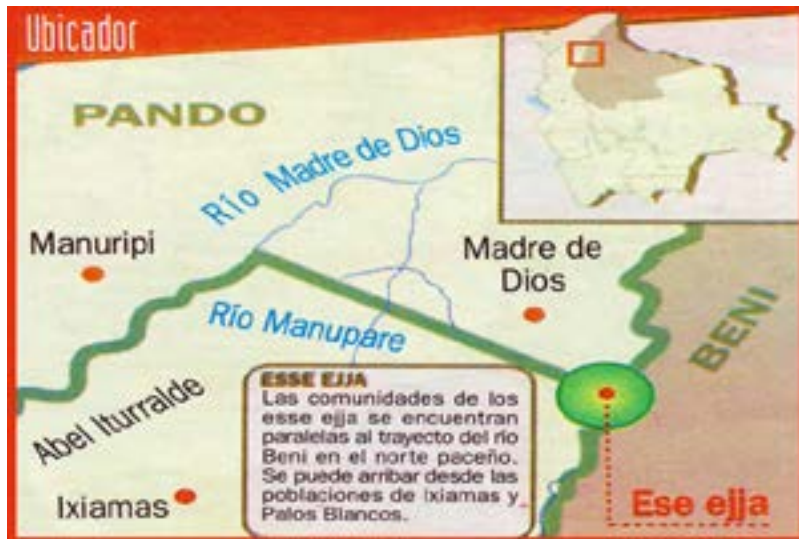 Ubicador
PANDO
Río Madre de Dios
Manuripi
Madre de
Dios
Río Manupare
BENI
Abel Iturralde
ESSE EJJA
Las comunidades de los
esse ejja se encuentran
paralelas al trayecto del río
Beni en el norte paceño.
Se puede arribar desde las
poblaciones de Ixiamas y
Palos Blancos.
Ixiamas
Ese ejja